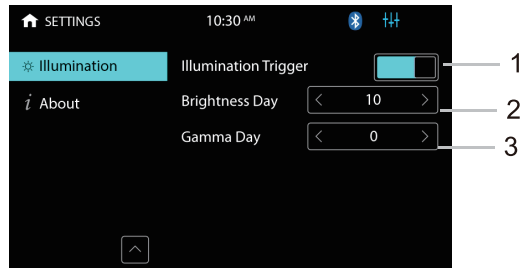 SETTINGS 10:30 AM
Illumination Illumination Trigger 1
i About Brightness Day 10 2
Gamma Day 0 3